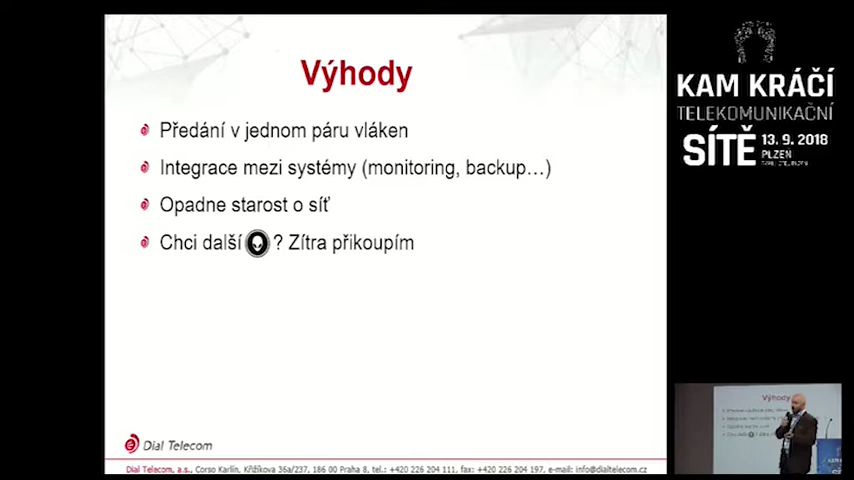 Výhody
Předání v jednom páru vláken
Integrace mezi systémy (monitoring, backup…)
Opadne starost o síť
Chci další ? Zítra přikoupím
Dial Telecom
Dial Telecom, a.s., Corso Karlín, Křižíkova 36a/237, 186 00 Praha 8, tel.: +420 226 204 111, fax: +420 226 204 197, e-mail: info@dialtelecom.cz
KAM KRÁČÍ
TELEKOMUNIKAČNÍ
SÍTĚ 13. 9. 2018
PLZEŇ
Výhody